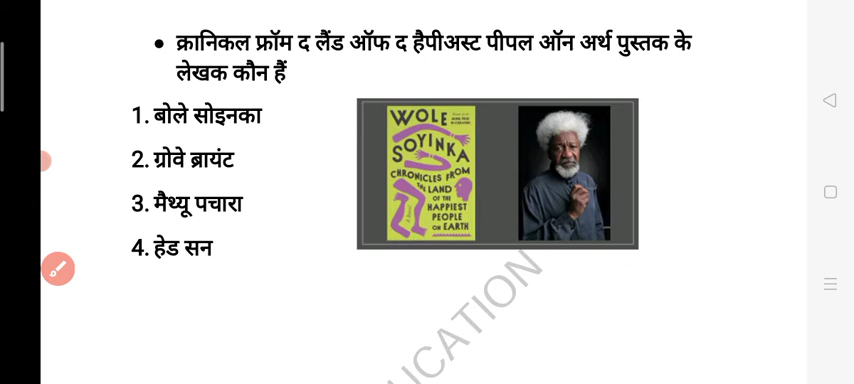 • क्रानिकल फ्रॉम द लैंड ऑफ द हैपीअस्ट पीपल ऑन अर्थ पुस्तक के
लेखक कौन हैं
1. बोले सोइनका
2. ग्रोवे ब्रायंट
3. मैथ्यू पचारा
4. हेड सन
WOLE
SOYINKA
CHRONICLES FROM
THE LAND
OF THE
HAPPIEST
PEOPLE
ON EARTH
UCATION